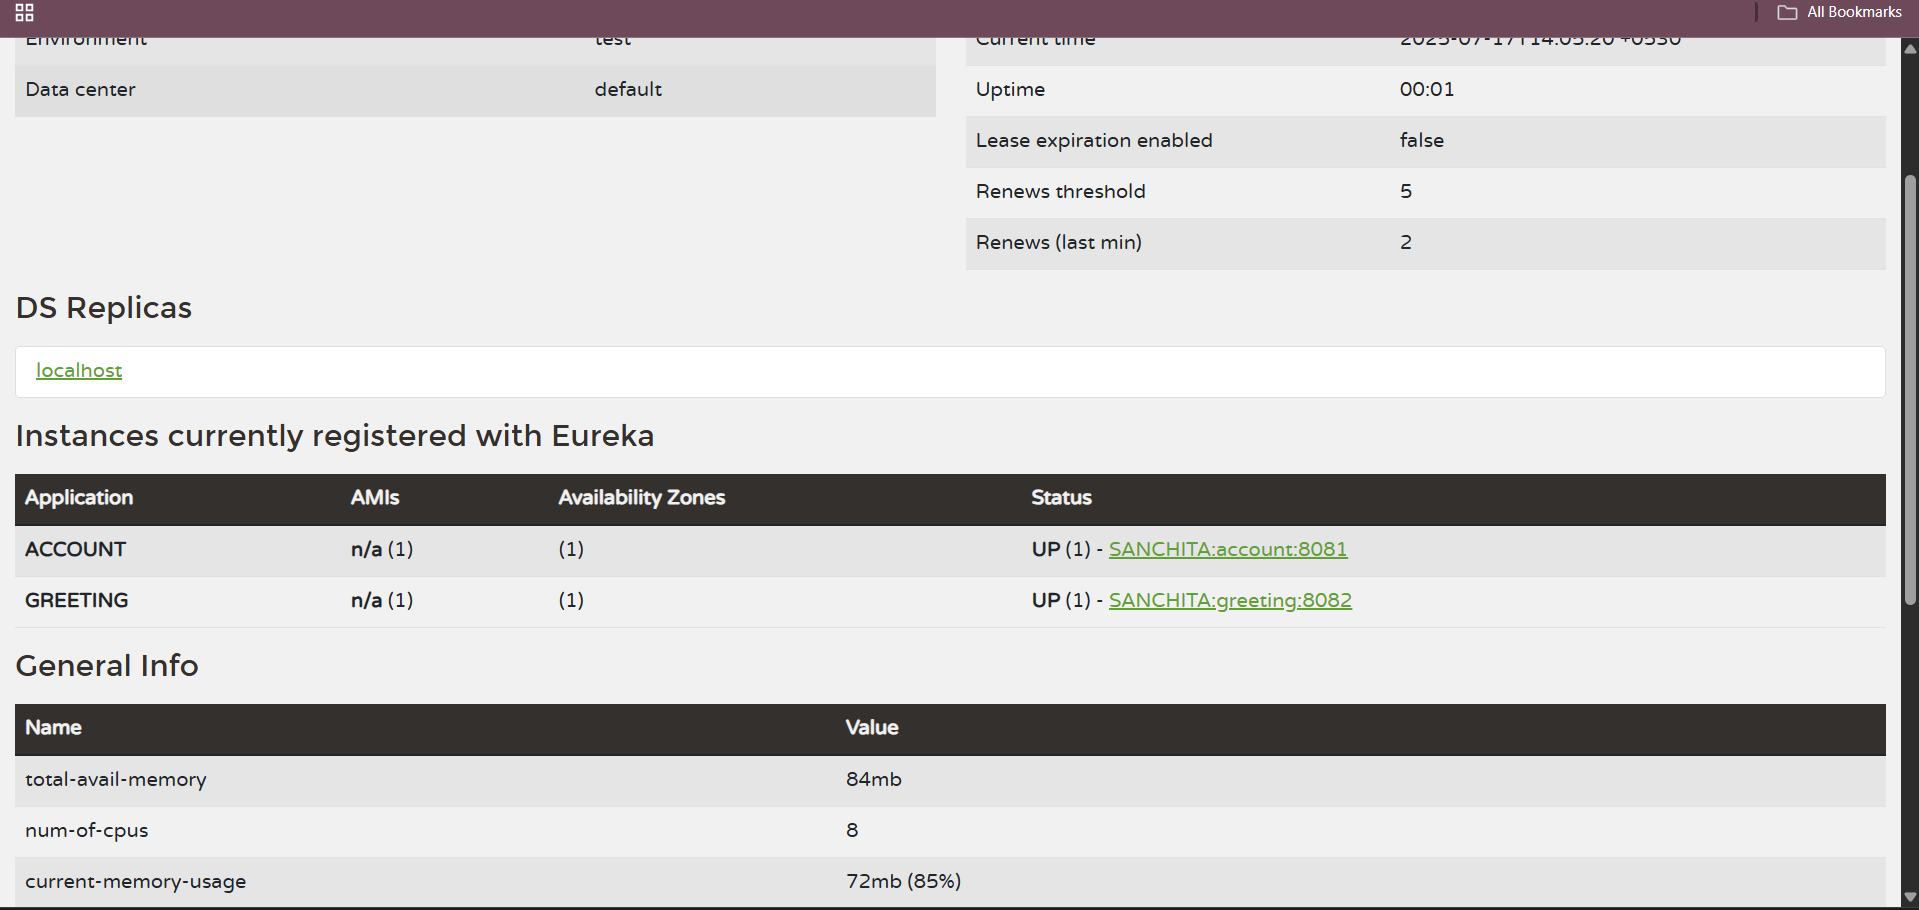 All Bookmarks
Environment test
Current time 2025-07-17T14:05:20 +0530
Data center default
Uptime 00:01
Lease expiration enabled false
Renews threshold 5
Renews (last min) 2
DS Replicas
localhost
Instances currently registered with Eureka
Application AMIs Availability Zones Status
ACCOUNT n/a (1) (1) UP (1) - SANCHITA:account:8081
GREETING n/a (1) (1) UP (1) - SANCHITA:greeting:8082
General Info
Name Value
total-avail-memory 84mb
num-of-cpus 8
current-memory-usage 72mb (85%)